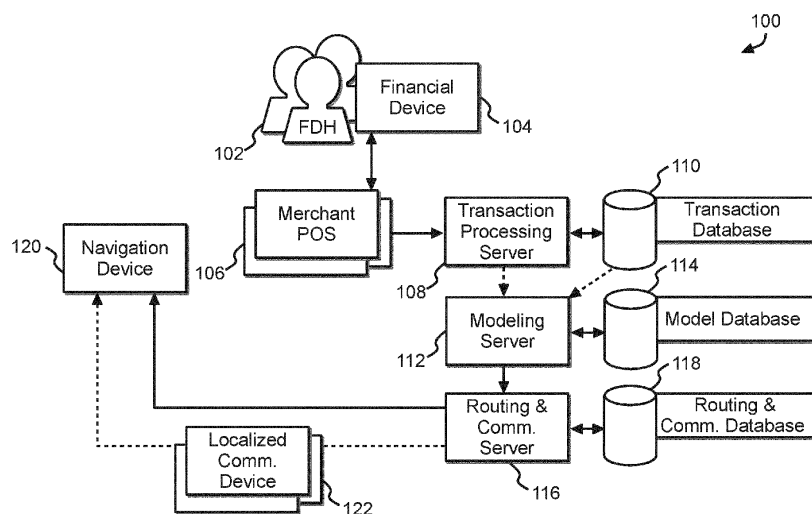 100
Financial
Device
FDH
102
104
110
Merchant
POS
Transaction
Processing
Server
Transaction
Database
120
Navigation
Device
106
108
114
Modeling
Server
Model Database
112
118
Routing &
Comm.
Server
Routing &
Comm. Database
Localized
Comm.
Device
116
122